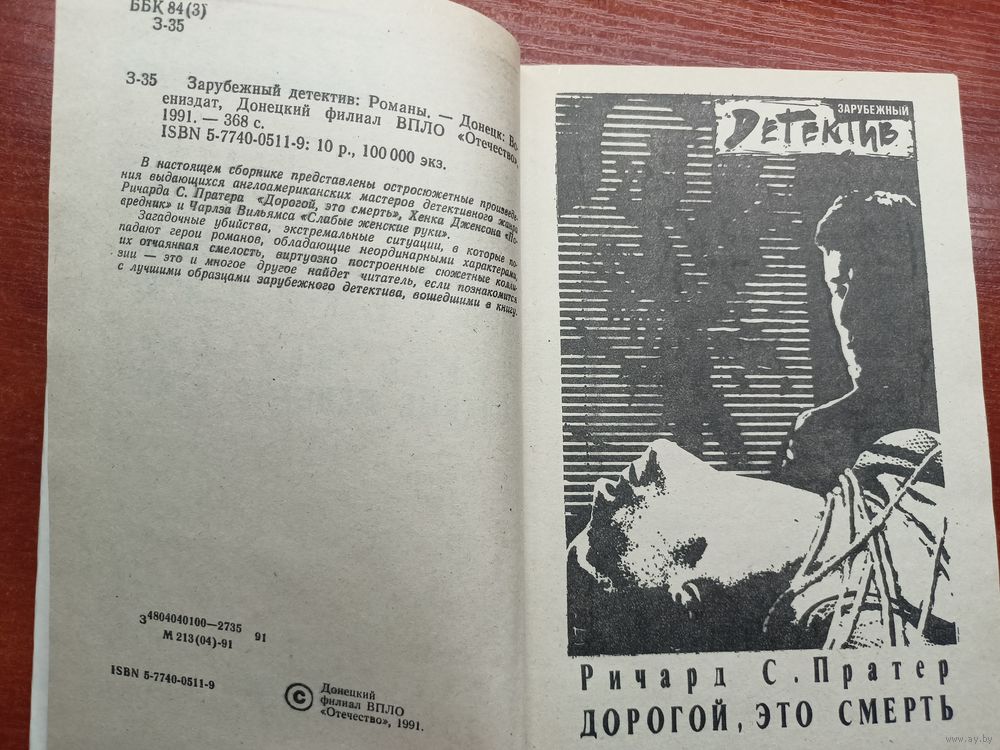 ББК 84(3)
З-35
З-35 Зарубежный детектив: Романы. — Донецк: Во-
ениздат, Донецкий филиал ВПЛО «Отечество»
1991. — 368 с.
ISBN 5-7740-0511-9: 10 р., 100 000 экз.
В настоящем сборнике представлены остросюжетные произведе-
ния выдающихся англоамериканских мастеров детективного жанра
Ричарда С. Пратера «Дорогой, это смерть», Хенка Дженсона «По-
вредник» и Чарлза Вильямса «Слабые женские руки».
Загадочные убийства, экстремальные ситуации, в которые по-
падают герои романов, обладающие неординарными характерами,
их отчаянная смелость, виртуозно построенные сюжетные колли-
зии — это и многое другое найдет читатель, если познакомится
с лучшими образцами зарубежного детектива, вошедшими в книгу.
З 4804040100—2735 91
М 213(04)-91
ISBN 5-7740-0511-9
© Донецкий
филиал ВПЛО
«Отечество», 1991.
ЗАРУБЕЖНЫЙ
ДЕТЕКТИВ
Ричард С. Пратер
ДОРОГОЙ, ЭТО СМЕРТЬ
www.ay.by